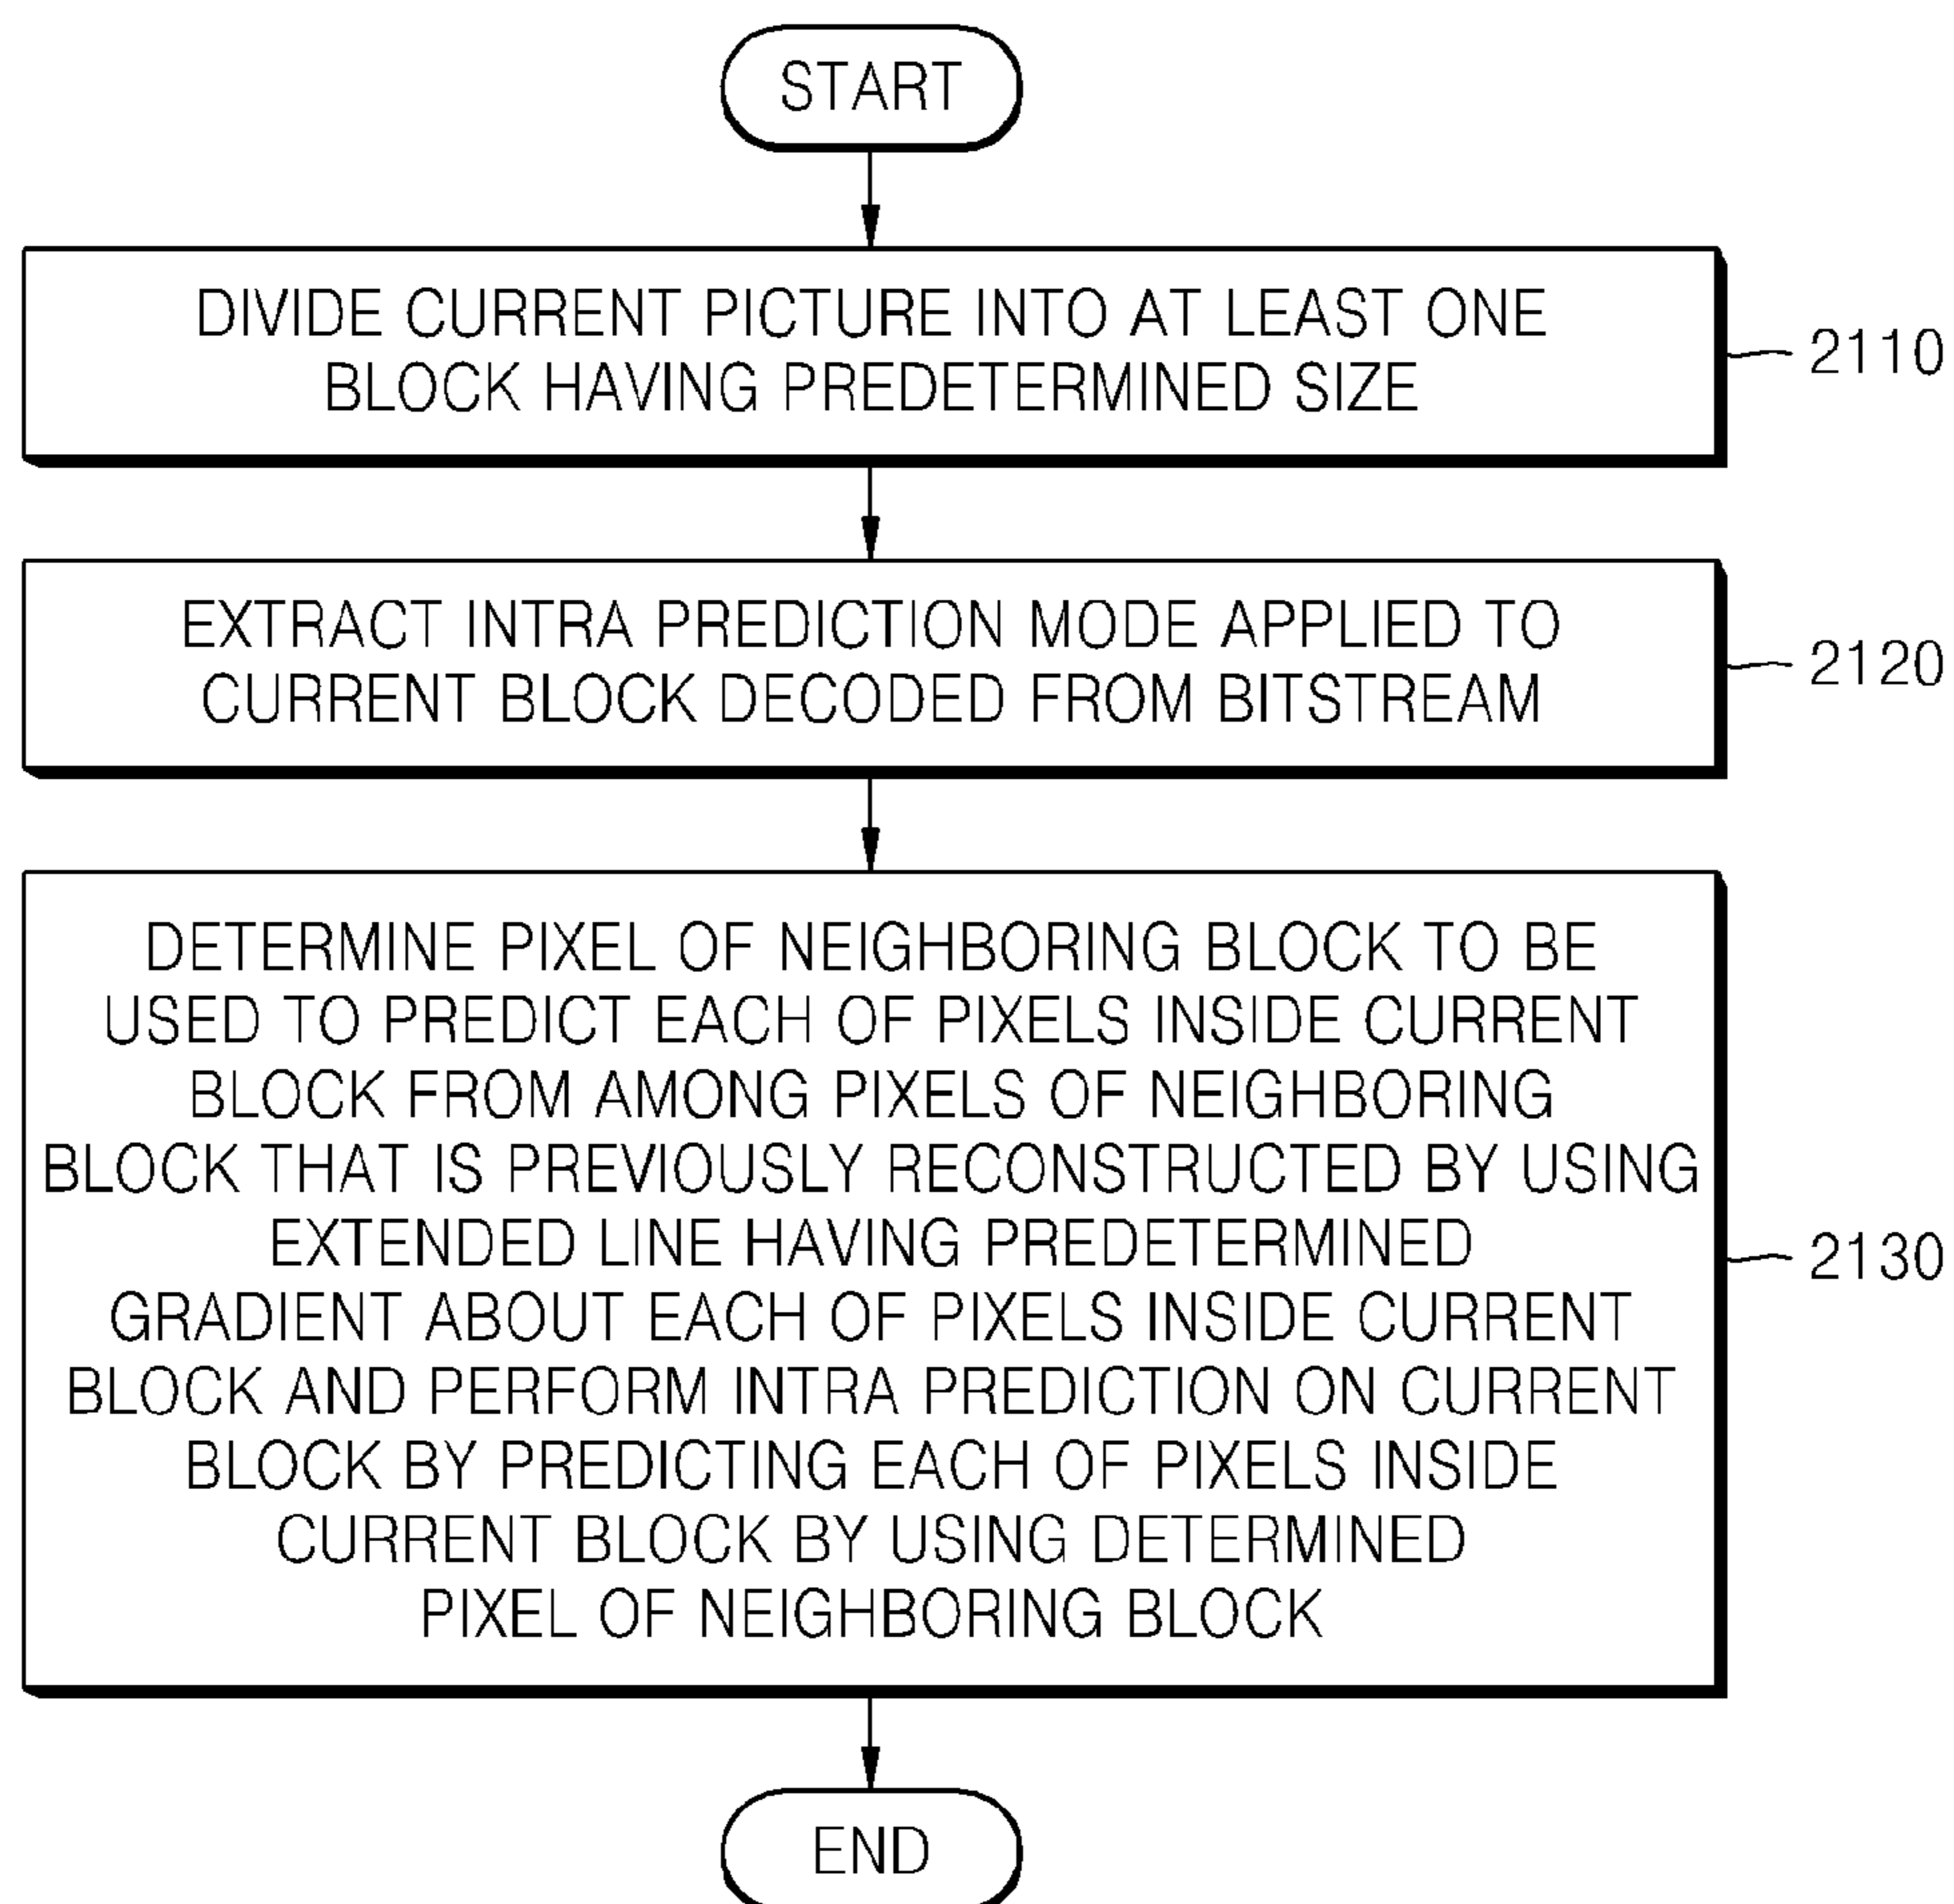 START
DIVIDE CURRENT PICTURE INTO AT LEAST ONE
BLOCK HAVING PREDETERMINED SIZE
2110
EXTRACT INTRA PREDICTION MODE APPLIED TO
CURRENT BLOCK DECODED FROM BITSTREAM
2120
DETERMINE PIXEL OF NEIGHBORING BLOCK TO BE
USED TO PREDICT EACH OF PIXELS INSIDE CURRENT
BLOCK FROM AMONG PIXELS OF NEIGHBORING
BLOCK THAT IS PREVIOUSLY RECONSTRUCTED BY USING
EXTENDED LINE HAVING PREDETERMINED
GRADIENT ABOUT EACH OF PIXELS INSIDE CURRENT
BLOCK AND PERFORM INTRA PREDICTION ON CURRENT
BLOCK BY PREDICTING EACH OF PIXELS INSIDE
CURRENT BLOCK BY USING DETERMINED
PIXEL OF NEIGHBORING BLOCK
2130
END